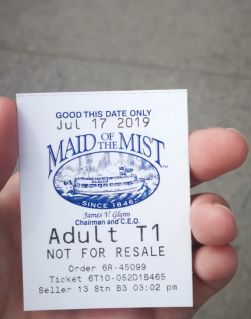 GOOD THIS DATE ONLY
Jul 17 2019
MAID OF THE MIST
SINCE 1846
James V. Glynn
Chairman and C.E.O.
Adult T1
NOT FOR RESALE
Order 6R-45099
Ticket 6T10-052D1B465
Seller 13 Stn B3 03:02 pm